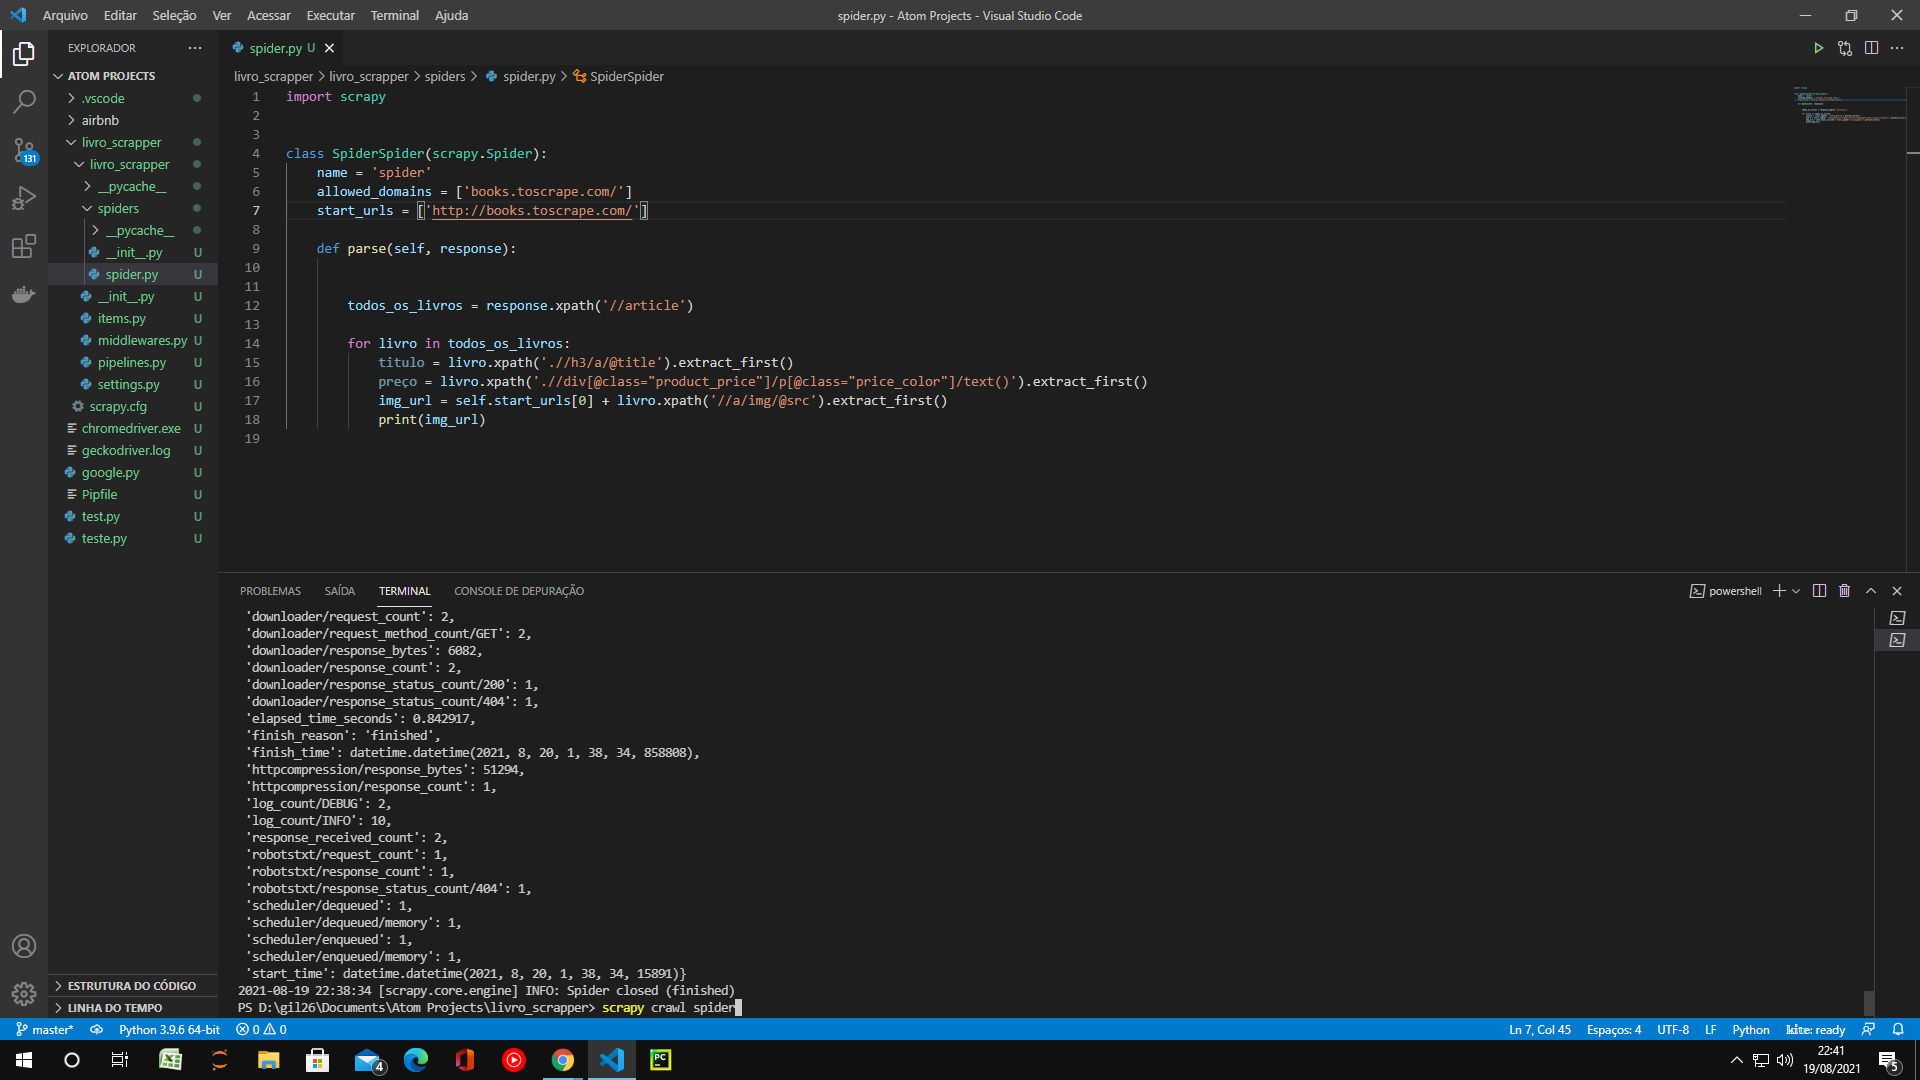 Arquivo Editar Seleção Ver Acessar Executar Terminal Ajuda
spider.py - Atom Projects - Visual Studio Code
EXPLORADOR
ATOM PROJECTS
.vscode
airbnb
livro_scrapper
livro_scrapper
__pycache__
spiders
__pycache__
__init__.py U
spider.py U
__init__.py U
items.py U
middlewares.py U
pipelines.py U
settings.py U
scrapy.cfg U
chromedriver.exe U
geckodriver.log U
google.py U
Pipfile U
test.py U
teste.py U
ESTRUTURA DO CÓDIGO
LINHA DO TEMPO
131
spider.py U
livro_scrapper > livro_scrapper > spiders > spider.py > SpiderSpider
1 import scrapy
2
3
4 class SpiderSpider(scrapy.Spider):
5 name = 'spider'
6 allowed_domains = ['books.toscrape.com/']
7 start_urls = ['http://books.toscrape.com/']
8
9 def parse(self, response):
10
11
12 todos_os_livros = response.xpath('//article')
13
14 for livro in todos_os_livros:
15 titulo = livro.xpath('.//h3/a/@title').extract_first()
16 preço = livro.xpath('.//div[@class="product_price"]/p[@class="price_color"]/text()').extract_first()
17 img_url = self.start_urls[0] + livro.xpath('//a/img/@src').extract_first()
18 print(img_url)
19
PROBLEMAS SAÍDA TERMINAL CONSOLE DE DEPURAÇÃO
powershell
'downloader/request_count': 2,
'downloader/request_method_count/GET': 2,
'downloader/response_bytes': 6082,
'downloader/response_count': 2,
'downloader/response_status_count/200': 1,
'downloader/response_status_count/404': 1,
'elapsed_time_seconds': 0.842917,
'finish_reason': 'finished',
'finish_time': datetime.datetime(2021, 8, 20, 1, 38, 34, 858808),
'httpcompression/response_bytes': 51294,
'httpcompression/response_count': 1,
'log_count/DEBUG': 2,
'log_count/INFO': 10,
'response_received_count': 2,
'robotstxt/request_count': 1,
'robotstxt/response_count': 1,
'robotstxt/response_status_count/404': 1,
'scheduler/dequeued': 1,
'scheduler/dequeued/memory': 1,
'scheduler/enqueued': 1,
'scheduler/enqueued/memory': 1,
'start_time': datetime.datetime(2021, 8, 20, 1, 38, 34, 15891)}
2021-08-19 22:38:34 [scrapy.core.engine] INFO: Spider closed (finished)
PS D:\gil26\Documents\Atom Projects\livro_scrapper> scrapy crawl spider
master* Python 3.9.6 64-bit 0 0
Ln 7, Col 45 Espaços: 4 UTF-8 LF Python kite: ready
4
PC
22:41
19/08/2021
5